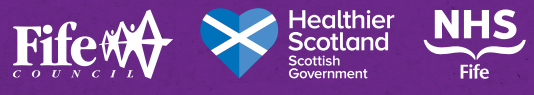 Fife
COUNCIL
Healthier
Scotland
Scottish
Government
NHS
Fife